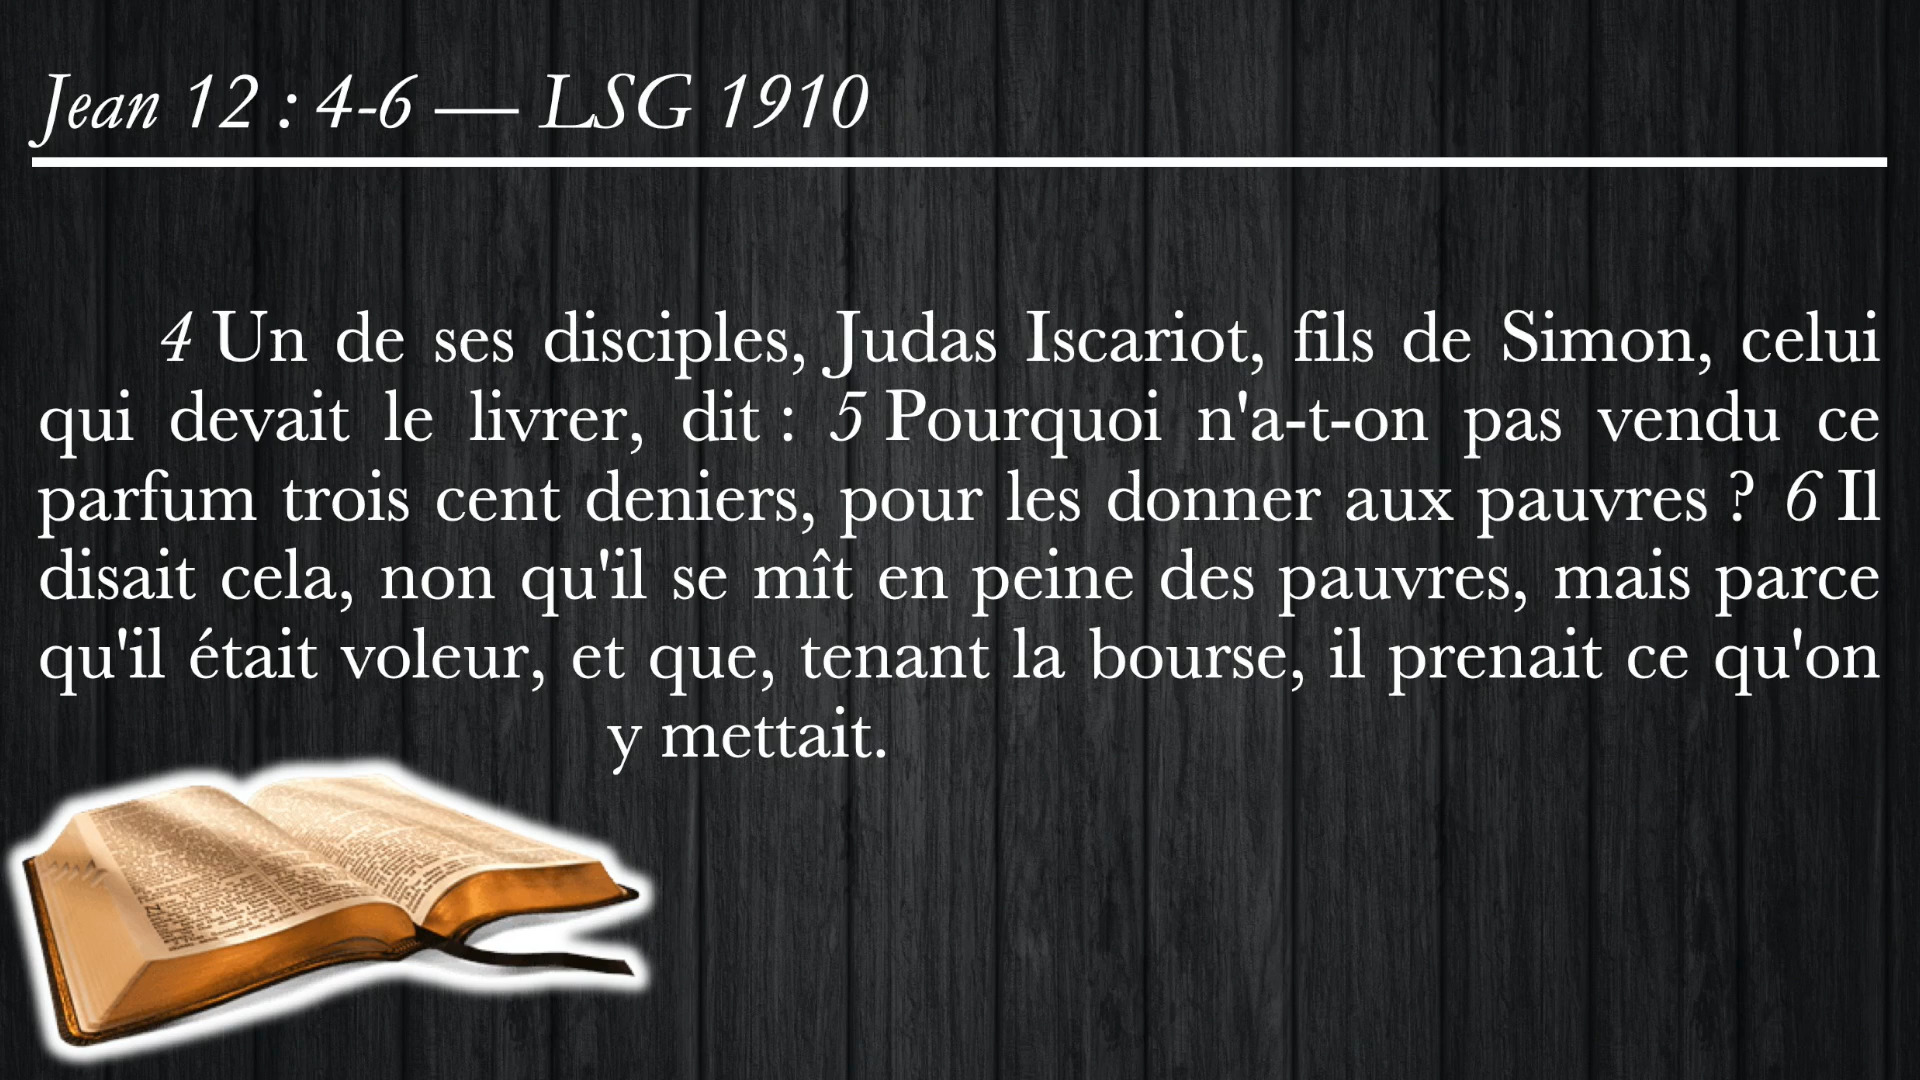 Jean 12 : 4-6 — LSG 1910
4 Un de ses disciples, Judas Iscariot, fils de Simon, celui
qui devait le livrer, dit : 5 Pourquoi n'a-t-on pas vendu ce
parfum trois cent deniers, pour les donner aux pauvres ? 6 Il
disait cela, non qu'il se mît en peine des pauvres, mais parce
qu'il était voleur, et que, tenant la bourse, il prenait ce qu'on
y mettait.